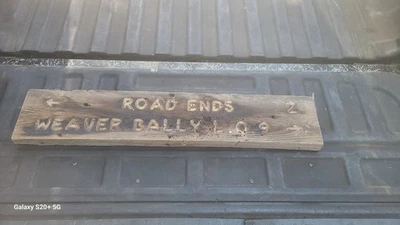 ← ROAD ENDS 2
WEAVER BALLY L.O. 9 →
Galaxy S20+ 5G